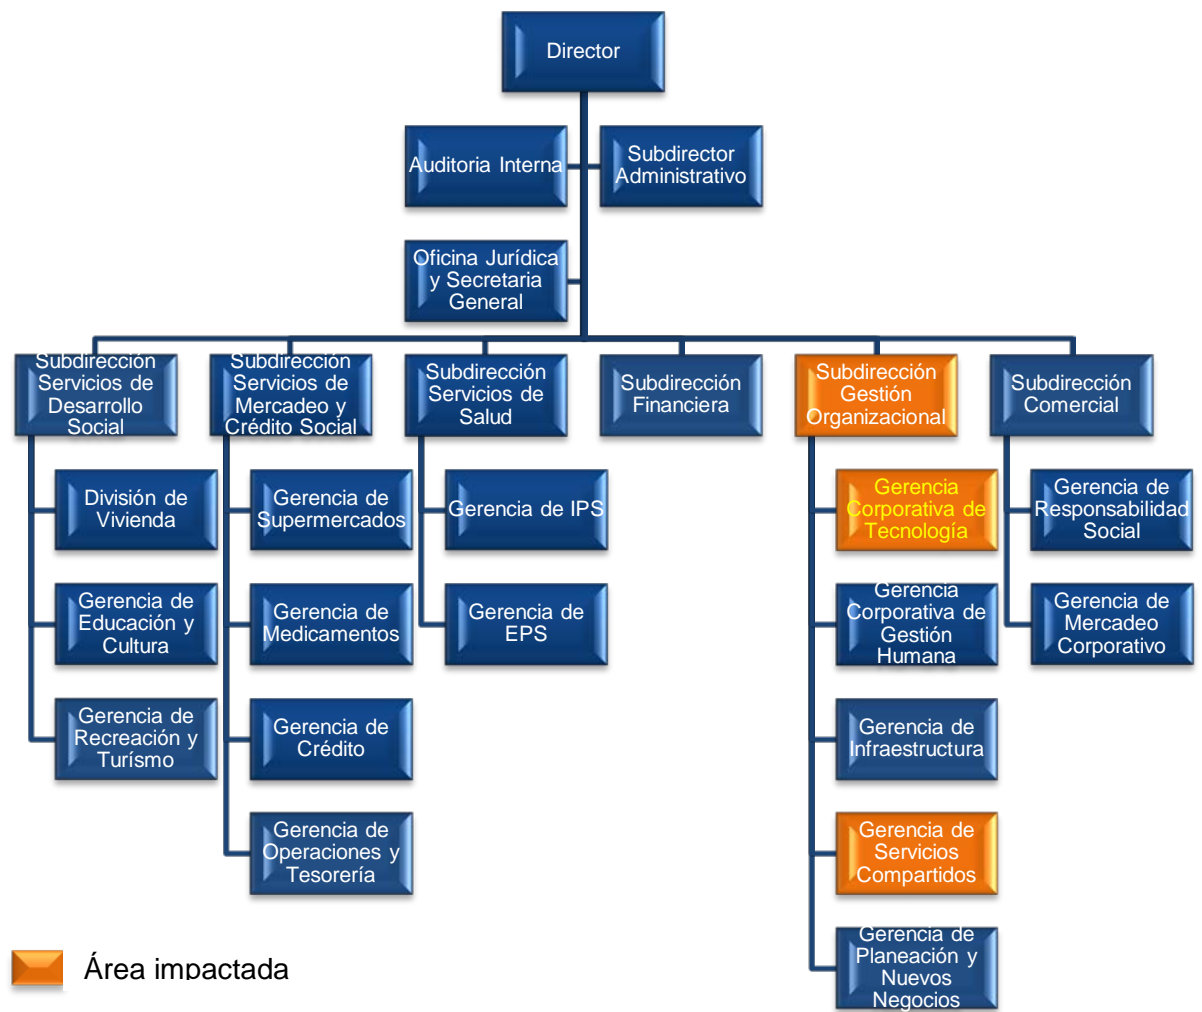 Director
Auditoria Interna
Subdirector
Administrativo
Oficina Jurídica
y Secretaria
General
Subdirección
Servicios de
Desarrollo
Social
Subdirección
Servicios de
Mercadeo y
Crédito Social
Subdirección
Servicios de
Salud
Subdirección
Financiera
Subdirección
Gestión
Organizacional
Subdirección
Comercial
División de
Vivienda
Gerencia de
Educación y
Cultura
Gerencia de
Recreación y
Turísmo
Gerencia de
Supermercados
Gerencia de
Medicamentos
Gerencia de
Crédito
Gerencia de
Operaciones y
Tesorería
Gerencia de IPS
Gerencia de
EPS
Gerencia
Corporativa de
Tecnología
Gerencia
Corporativa de
Gestión
Humana
Gerencia de
Infraestructura
Gerencia de
Servicios
Compartidos
Gerencia de
Planeación y
Nuevos
Negocios
Gerencia de
Responsabilidad
Social
Gerencia de
Mercadeo
Corporativo
Área impactada